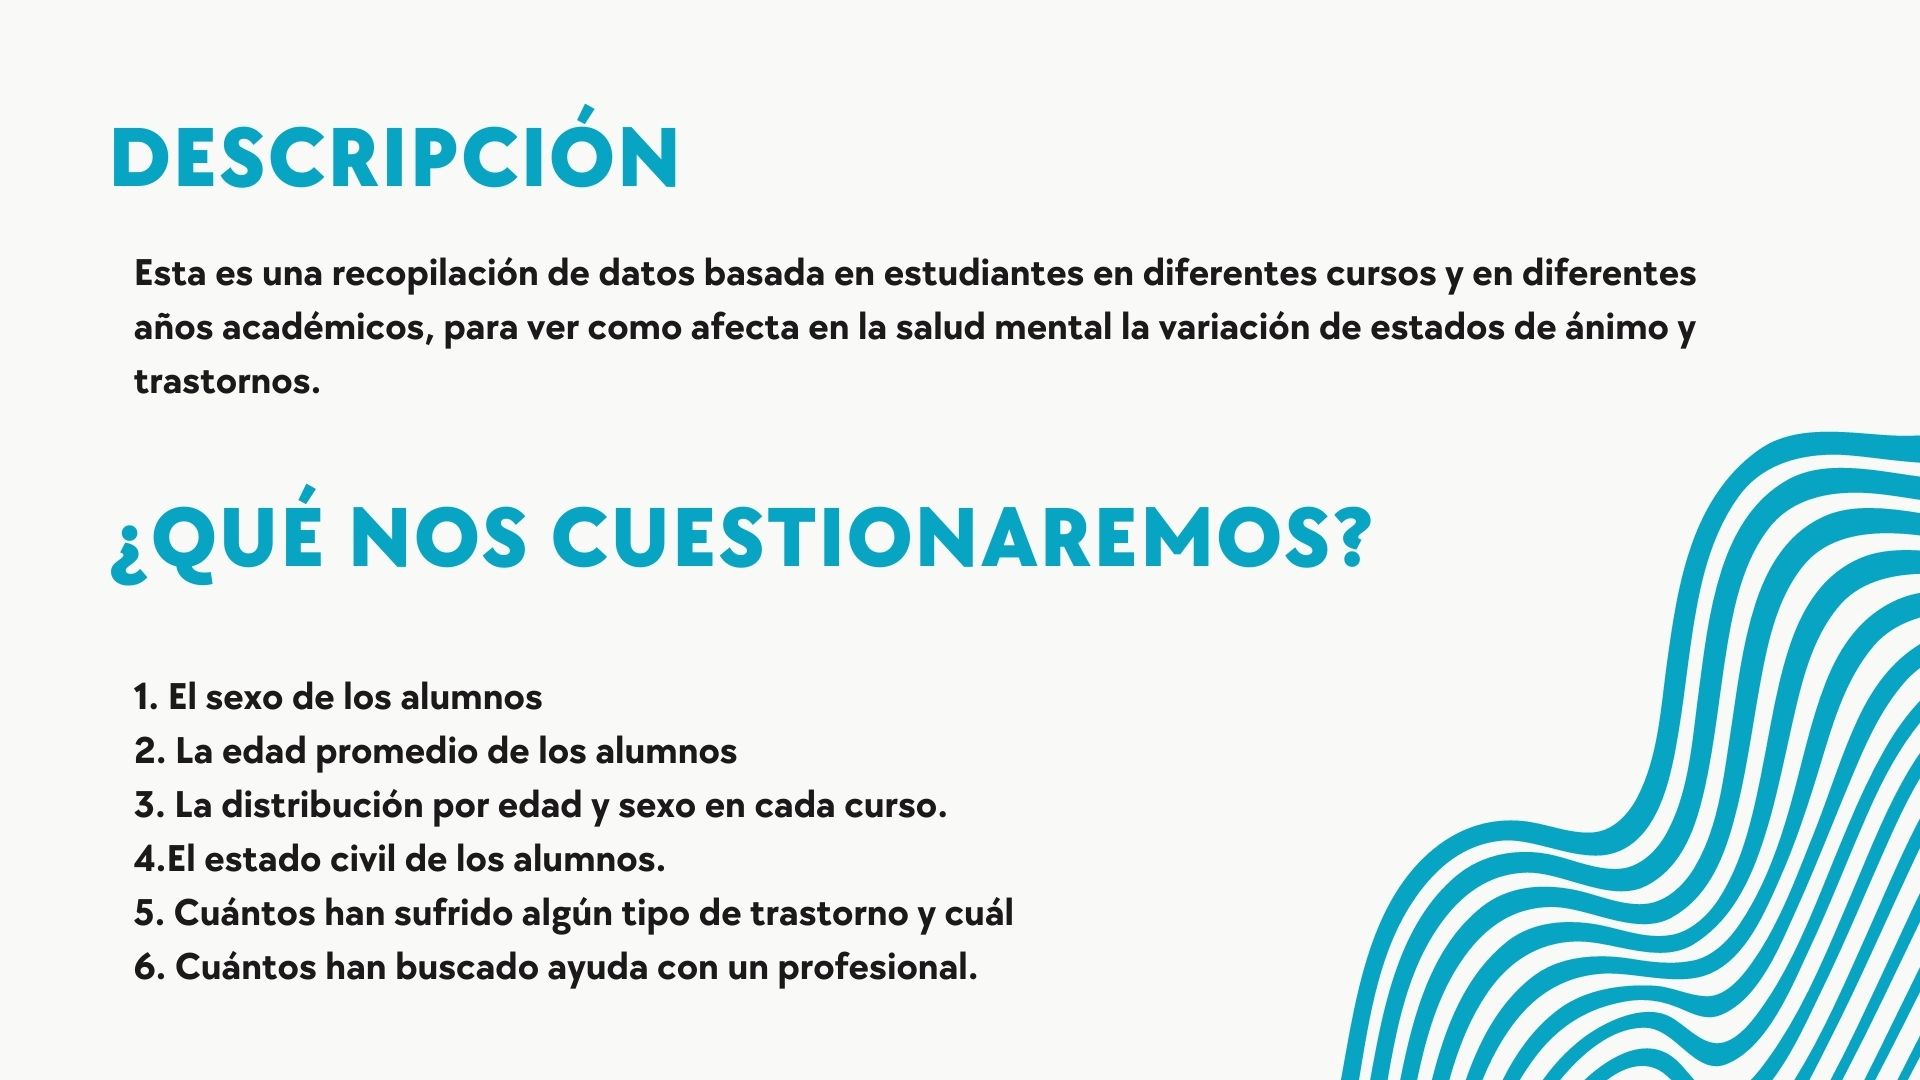 DESCRIPCIÓN
Esta es una recopilación de datos basada en estudiantes en diferentes cursos y en diferentes
años académicos, para ver como afecta en la salud mental la variación de estados de ánimo y
trastornos.
¿QUÉ NOS CUESTIONAREMOS?
1. El sexo de los alumnos
2. La edad promedio de los alumnos
3. La distribución por edad y sexo en cada curso.
4.El estado civil de los alumnos.
5. Cuántos han sufrido algún tipo de trastorno y cuál
6. Cuántos han buscado ayuda con un profesional.